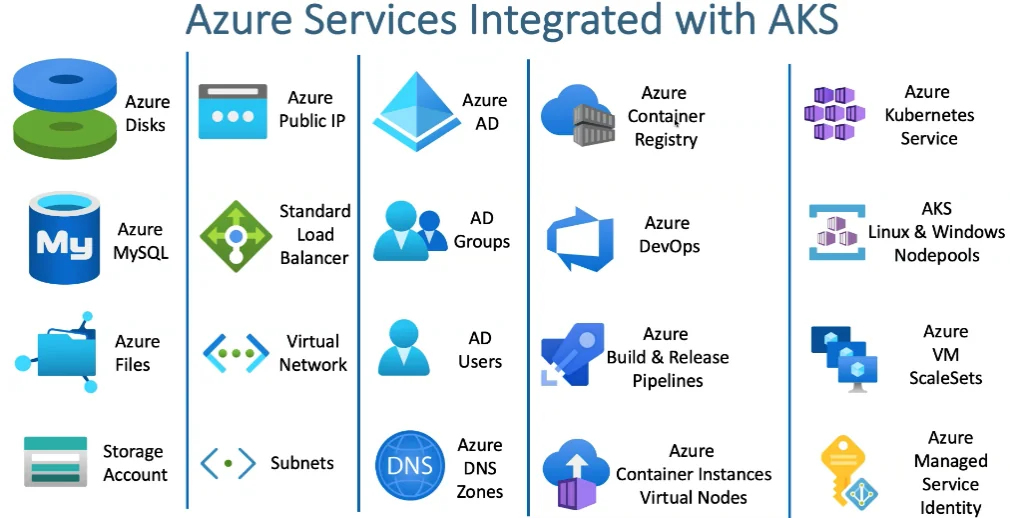 Azure Services Integrated with AKS
Azure
Disks
Azure
MySQL
Azure
Files
Storage
Account
Azure
Public IP
Standard
Load
Balancer
Virtual
Network
Subnets
Azure
AD
AD
Groups
AD
Users
Azure
DNS
Zones
Azure
Container
Registry
Azure
DevOps
Azure
Build & Release
Pipelines
Azure
Container Instances
Virtual Nodes
Azure
Kubernetes
Service
AKS
Linux & Windows
Nodepools
Azure
VM
ScaleSets
Azure
Managed
Service
Identity
My
DNS